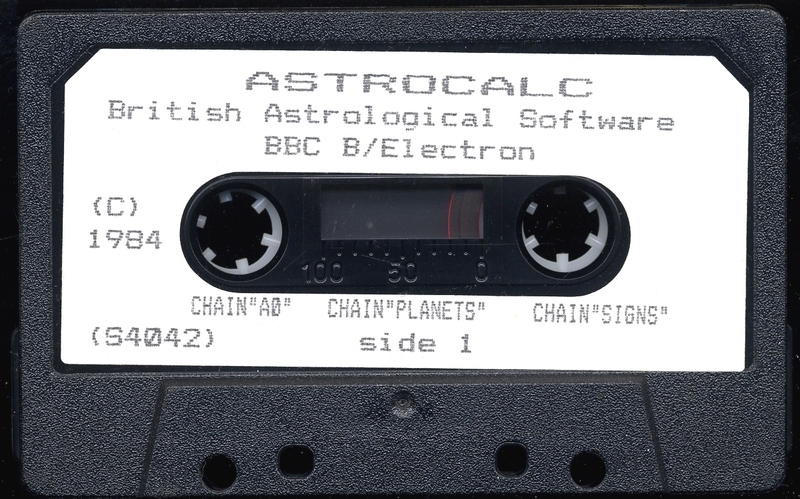 ASTROCALC
British Astrological Software
BBC B/Electron
(C)
1984
100 50 0
CHAIN"A0" CHAIN"PLANETS" CHAIN"SIGNS"
(S4042) side 1